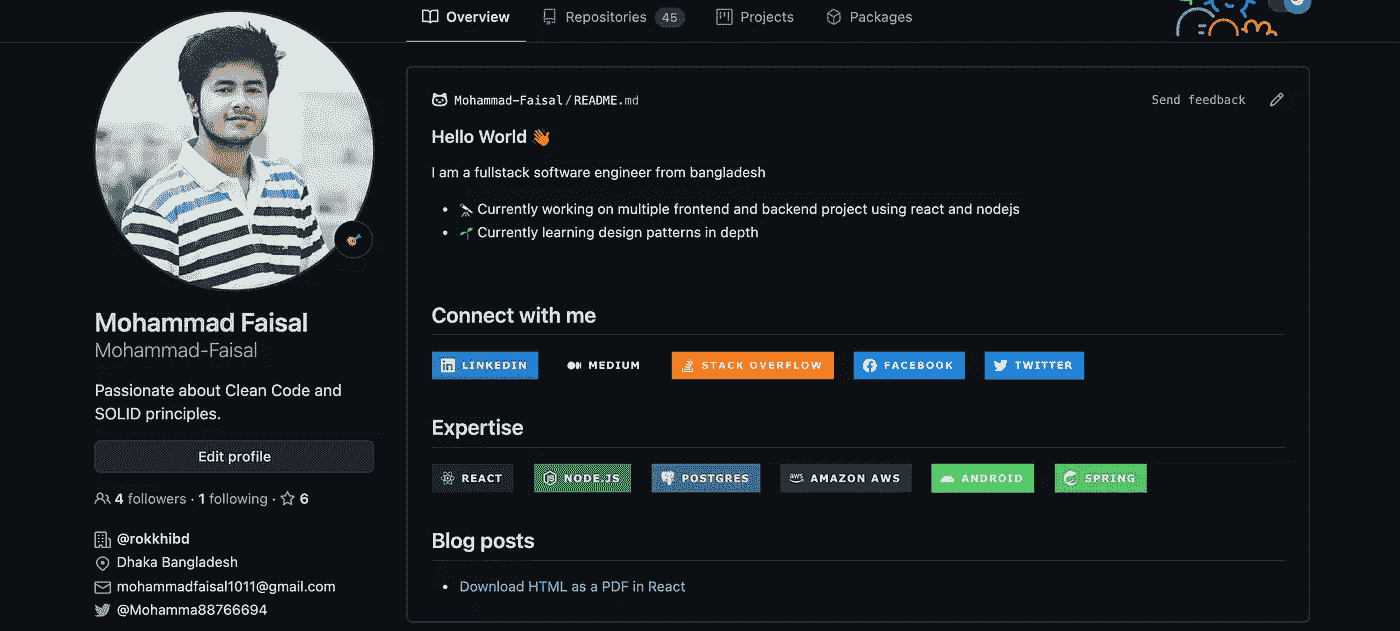 Overview Repositories 45 Projects Packages
Mohammad-Faisal/README.md Send feedback
Hello World 👋
I am a fullstack software engineer from bangladesh
• 🔭 Currently working on multiple frontend and backend project using react and nodejs
• 🌱 Currently learning design patterns in depth
Connect with me
LINKEDIN MEDIUM STACK OVERFLOW FACEBOOK TWITTER
Expertise
REACT NODE.JS POSTGRES AMAZON AWS ANDROID SPRING
Blog posts
• Download HTML as a PDF in React
Mohammad Faisal
Mohammad-Faisal
Passionate about Clean Code and
SOLID principles.
Edit profile
4 followers · 1 following · 6
@rokkhibd
Dhaka Bangladesh
mohammadfaisal1011@gmail.com
@Mohamma88766694